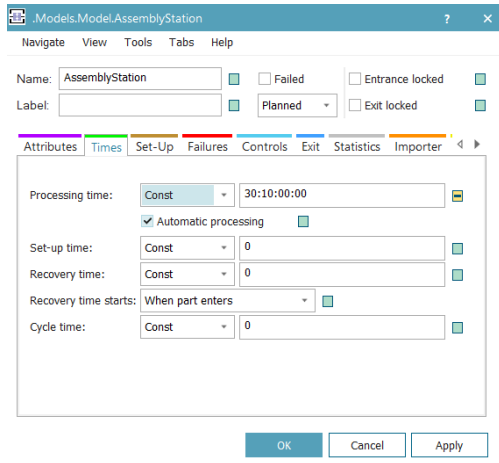 .Models.Model.AssemblyStation ? ×
Navigate View Tools Tabs Help
Name: AssemblyStation Failed Entrance locked
Label: Planned Exit locked
Attributes Times Set-Up Failures Controls Exit Statistics Importer
Processing time: Const 30:10:00:00
Automatic processing
Set-up time: Const 0
Recovery time: Const 0
Recovery time starts: When part enters
Cycle time: Const 0
OK Cancel Apply